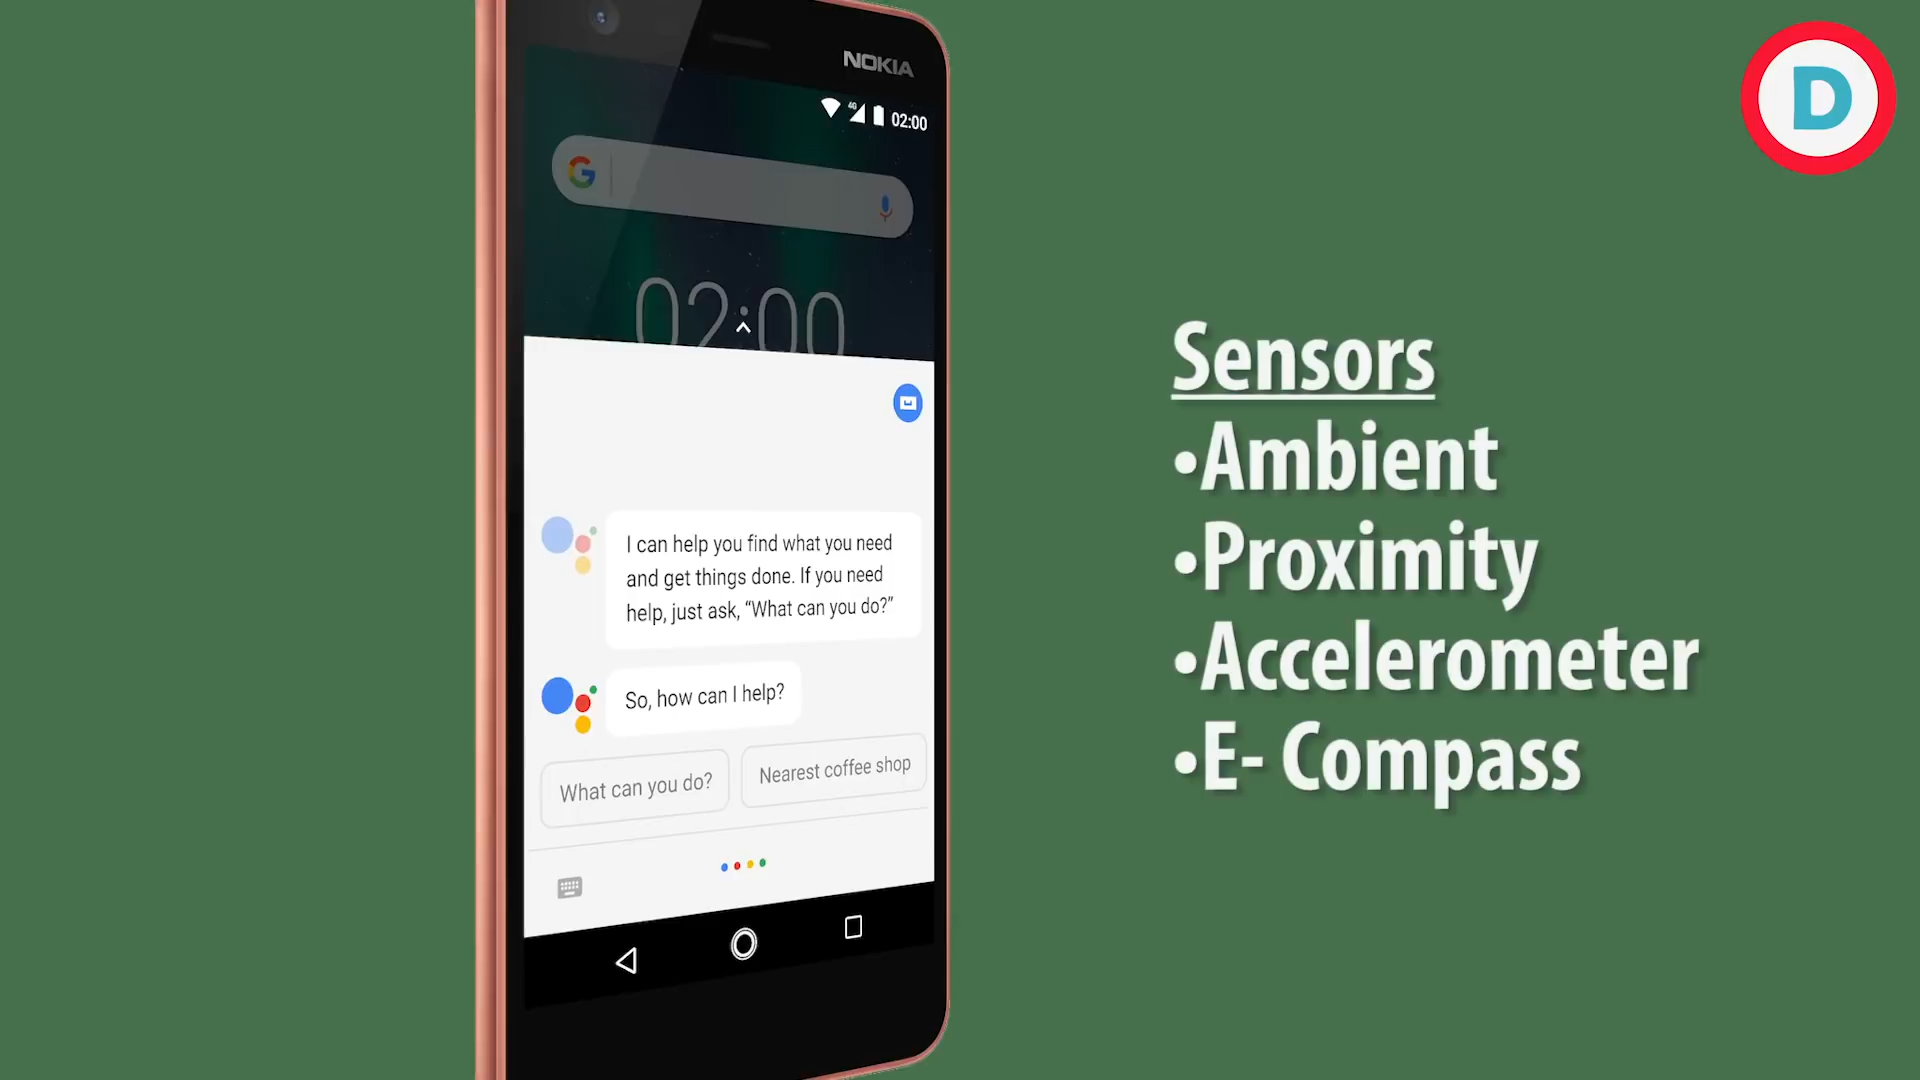 NOKIA
D
4G
02:00
G
02:00
I can help you find what you need
and get things done. If you need
help, just ask, “What can you do?”
So, how can I help?
What can you do?
Nearest coffee shop
Sensors
•Ambient
•Proximity
•Accelerometer
•E- Compass